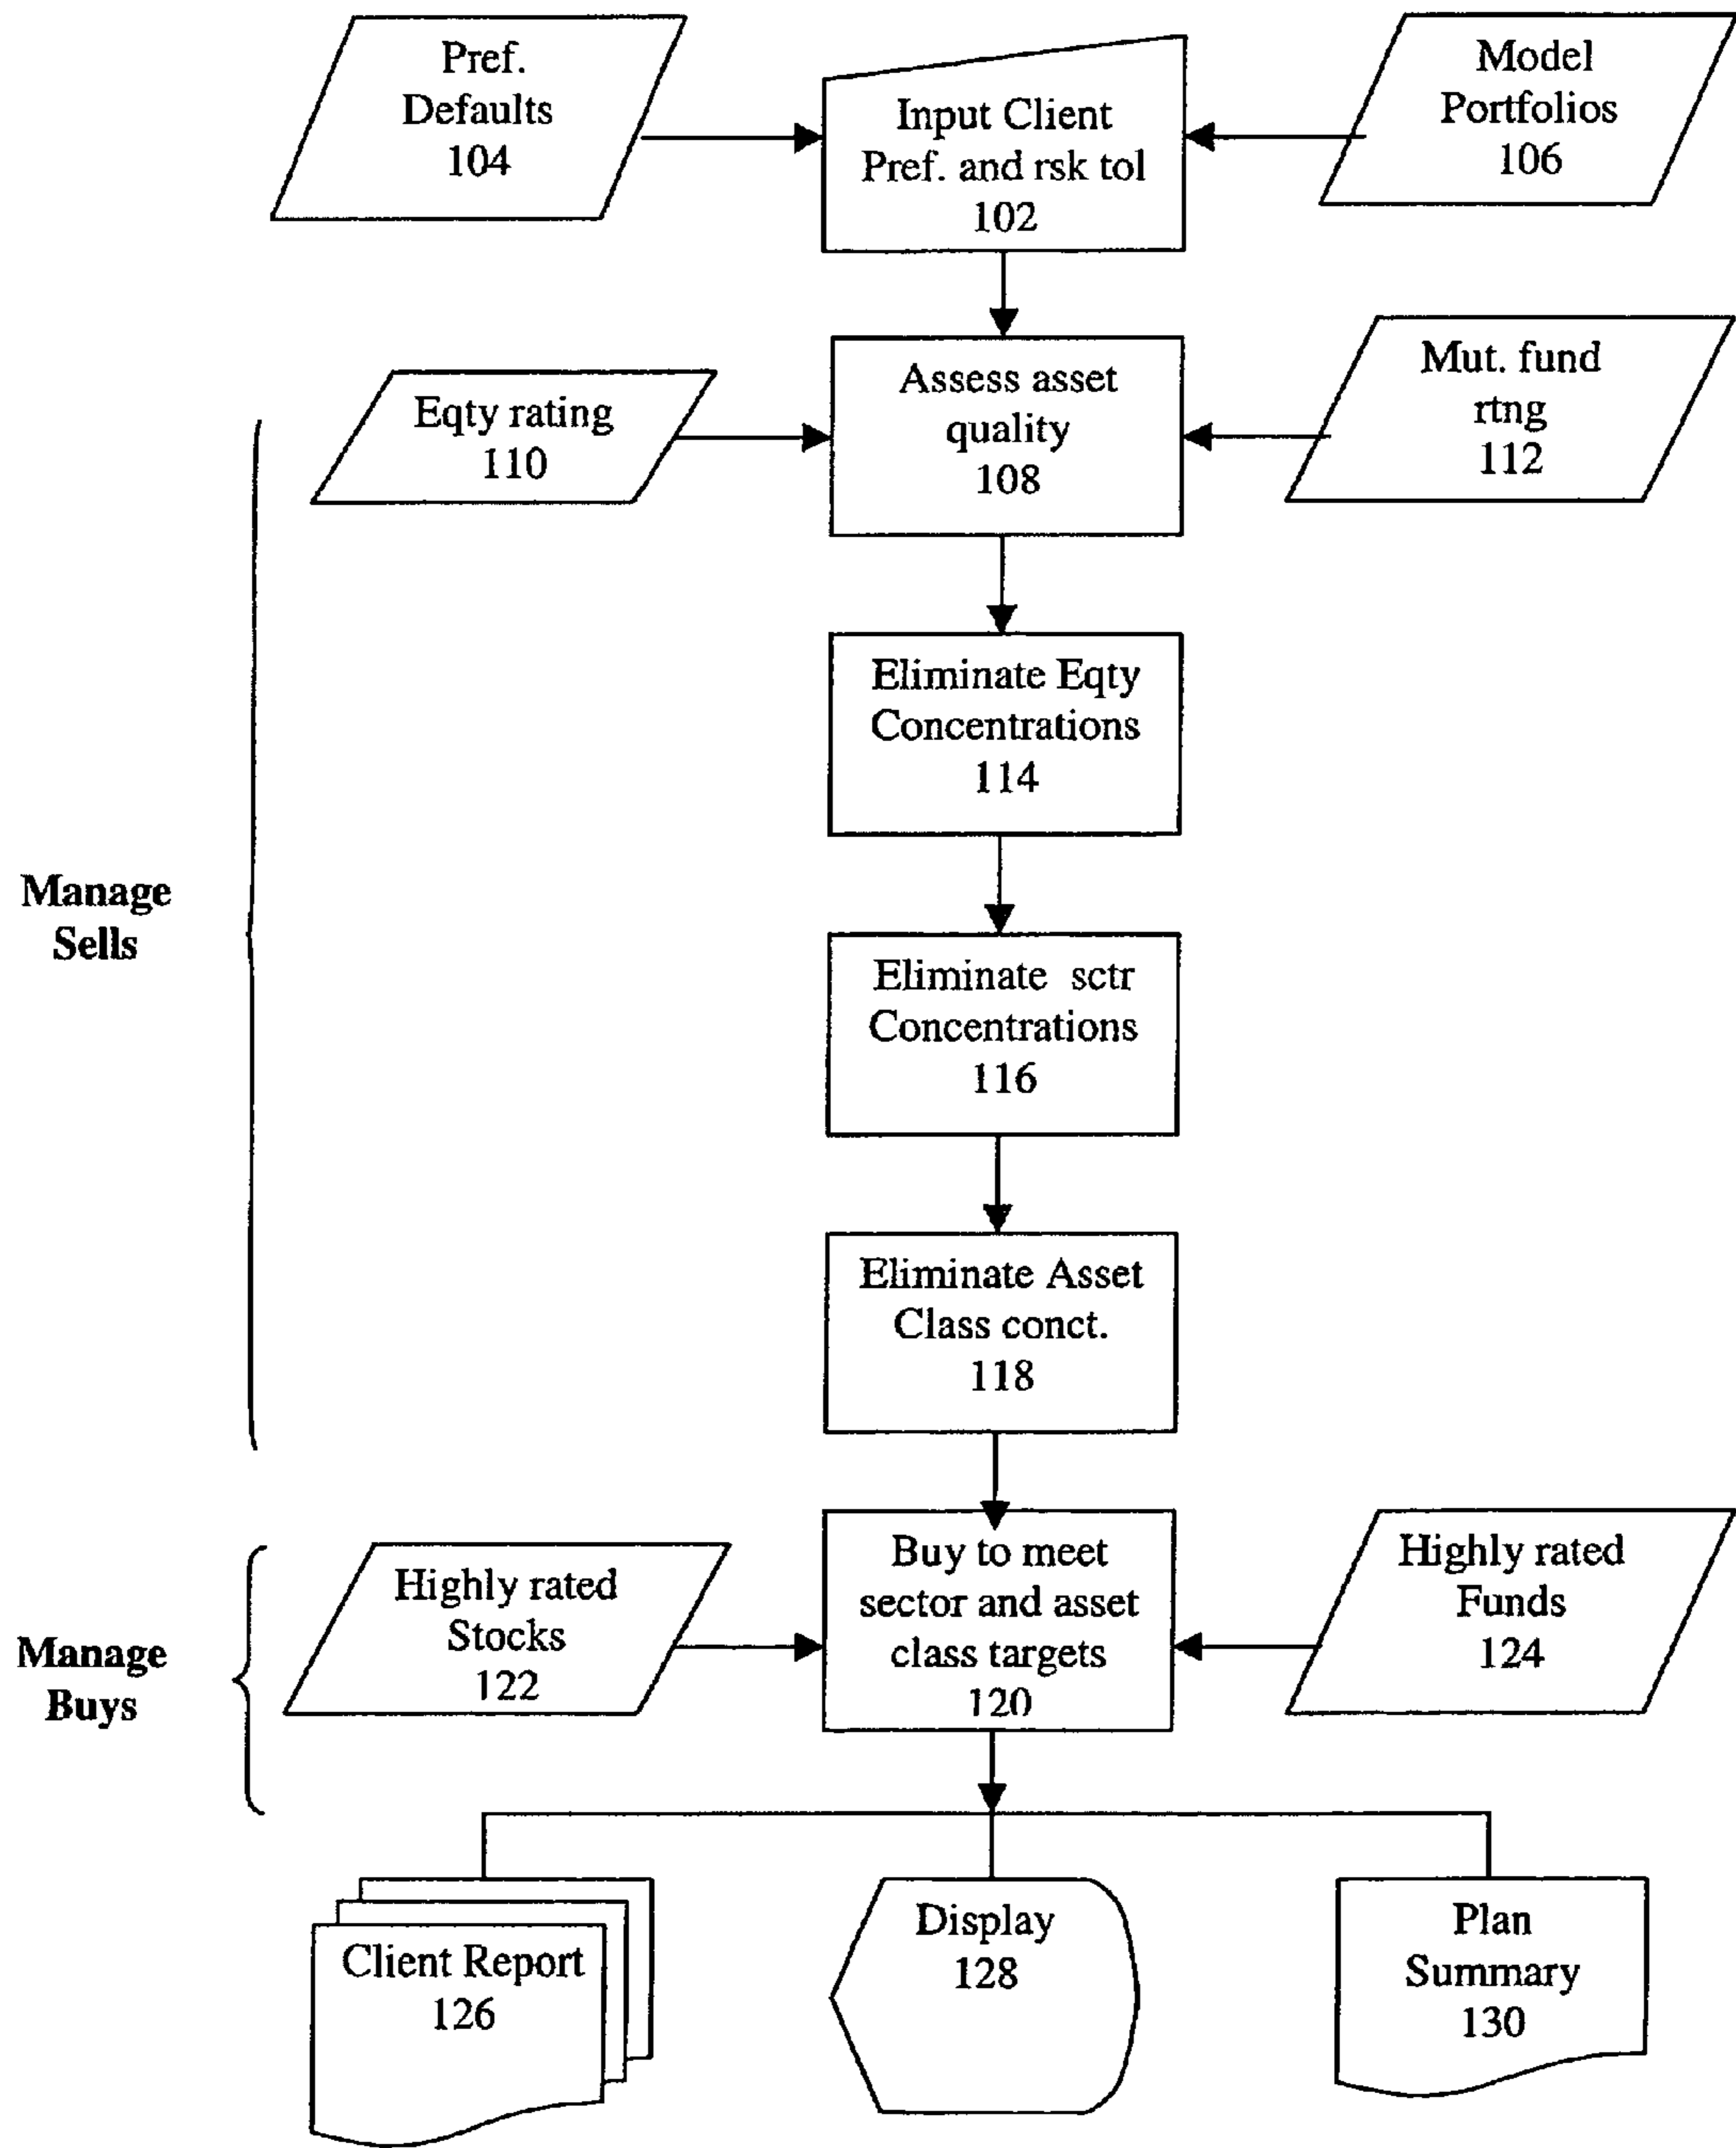 Pref.
Defaults
104
Input Client
Pref. and rsk tol
102
Model
Portfolios
106
Eqty rating
110
Assess asset
quality
108
Mut. fund
rtng
112
Eliminate Eqty
Concentrations
114
Manage
Sells
Eliminate sctr
Concentrations
116
Eliminate Asset
Class conct.
118
Manage
Buys
Highly rated
Stocks
122
Buy to meet
sector and asset
class targets
120
Highly rated
Funds
124
Client Report
126
Display
128
Plan
Summary
130